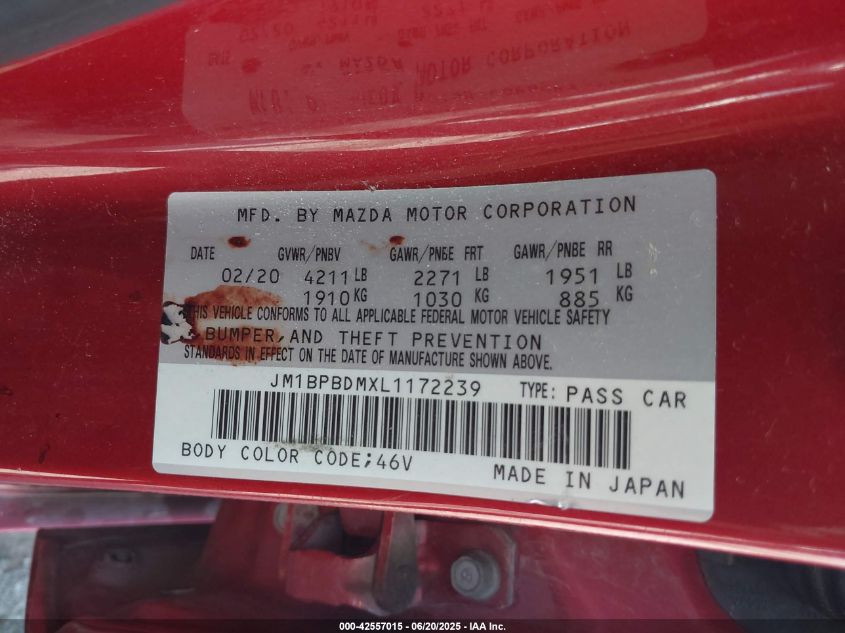 MFD. BY MAZDA MOTOR CORPORATION
DATE GVWR/PNBV GAWR/PNBE FRT GAWR/PNBE RR
02/20 4211 LB 2271 LB 1951 LB
1910 KG 1030 KG 885 KG
THIS VEHICLE CONFORMS TO ALL APPLICABLE FEDERAL MOTOR VEHICLE SAFETY
BUMPER, AND THEFT PREVENTION
STANDARDS IN EFFECT ON THE DATE OF MANUFACTURE SHOWN ABOVE.
JM1BPBDMXL1172239 TYPE: PASS CAR
BODY COLOR CODE;46V
MADE IN JAPAN
000-42557015 - 06/20/2025 - IAA Inc.